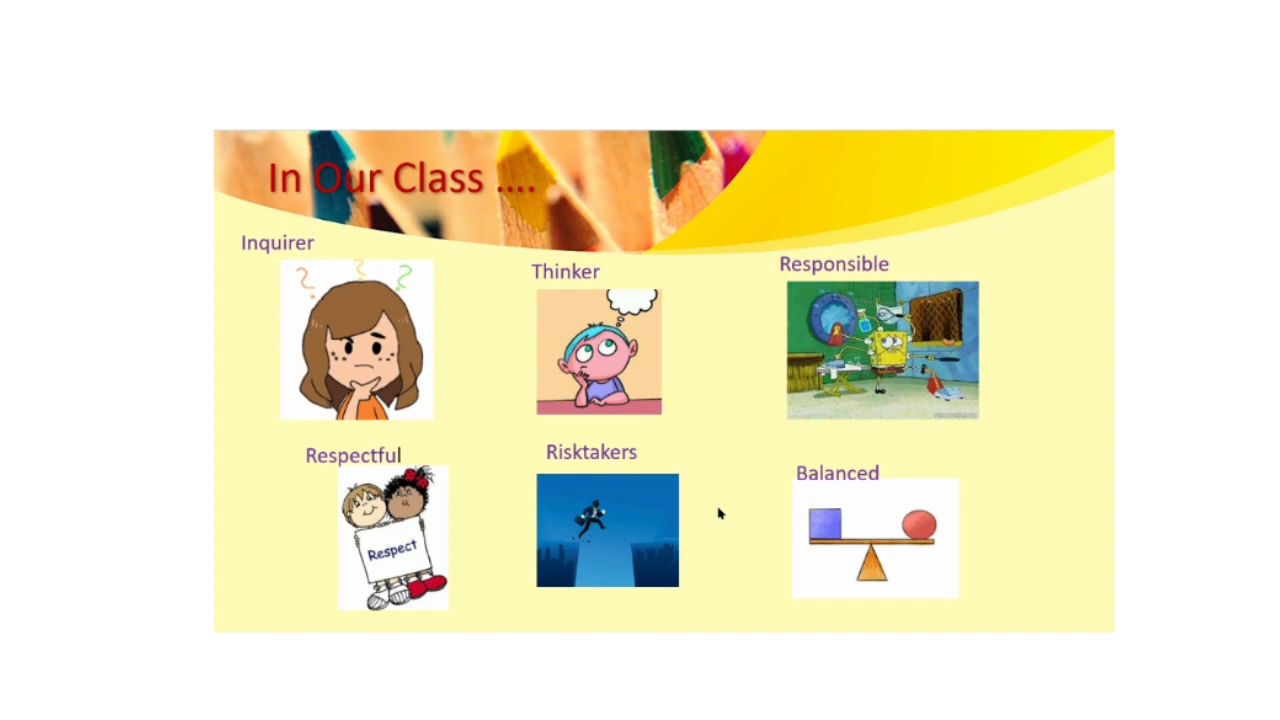 In Our Class ....
Inquirer
Thinker
Responsible
Respectful
Risktakers
Balanced
Respect